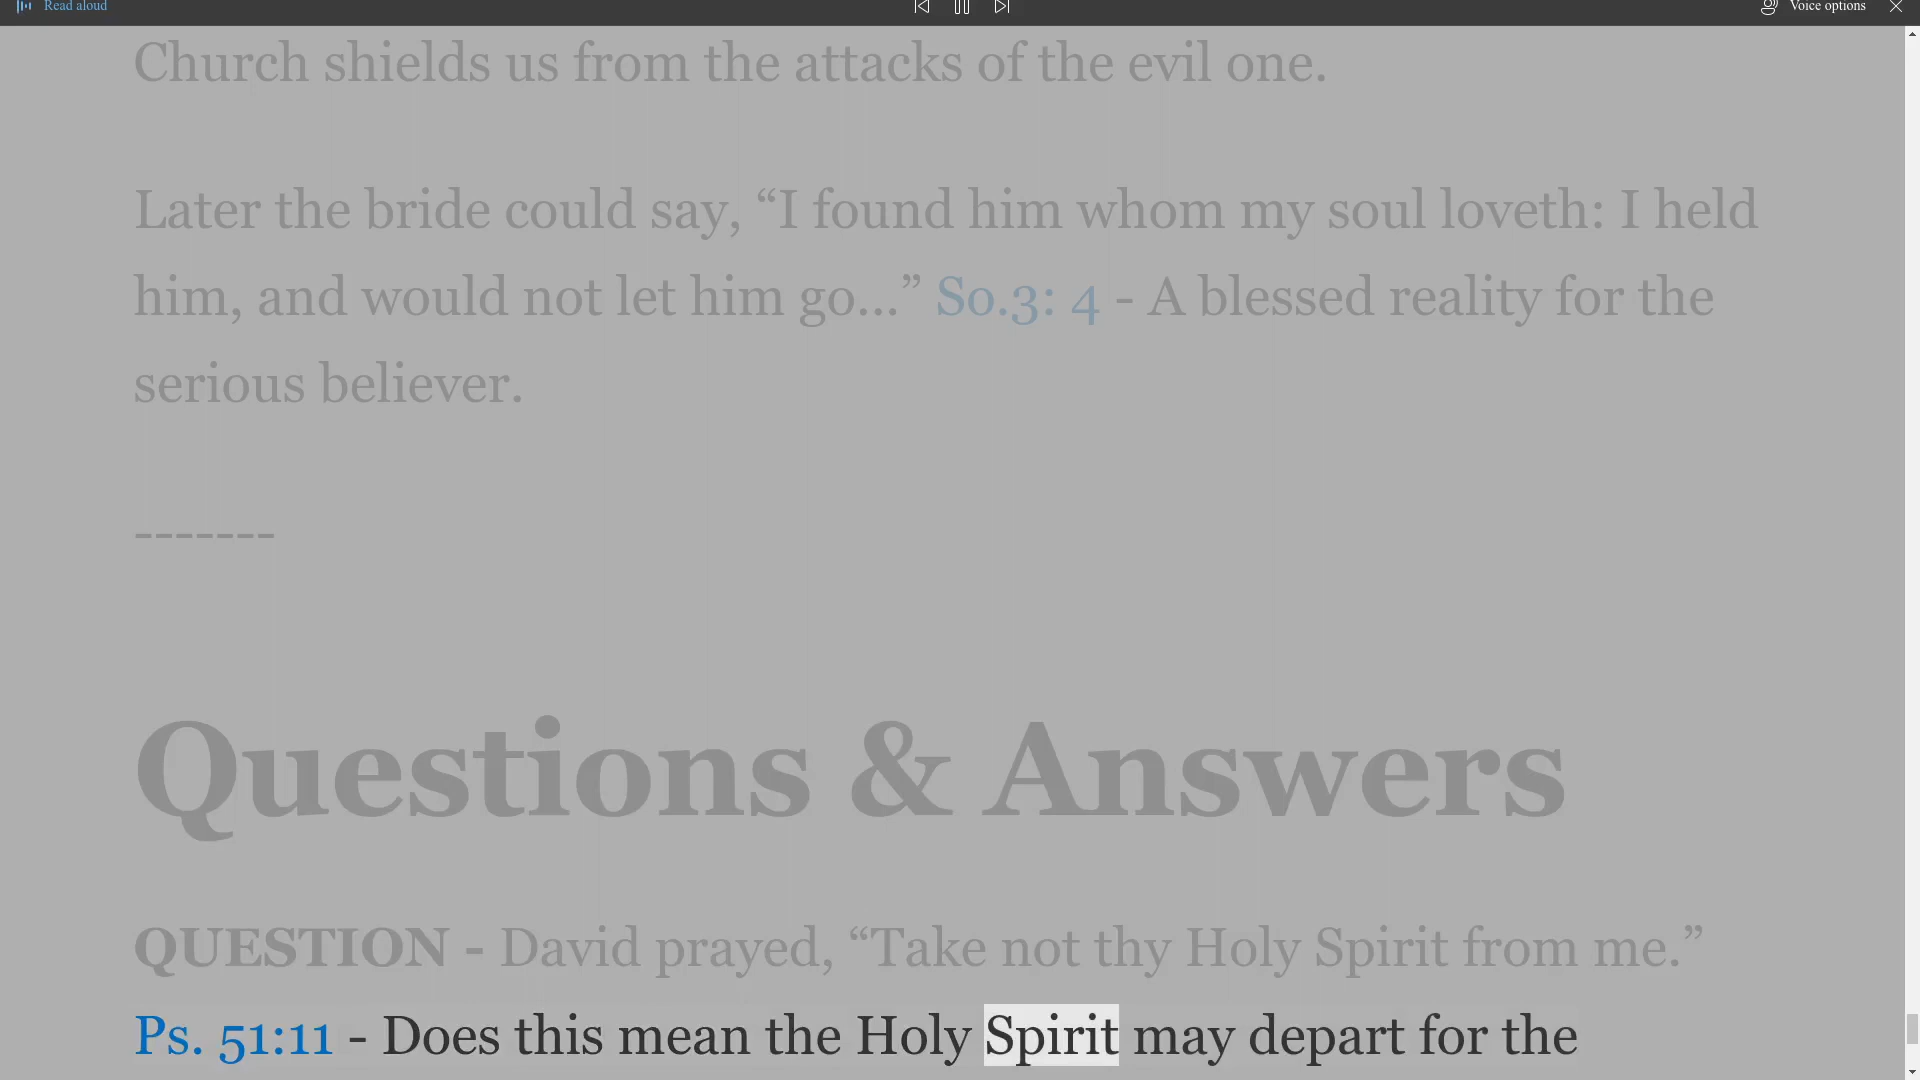 Read aloud
Voice options
Church shields us from the attacks of the evil one.
Later the bride could say, “I found him whom my soul loveth: I held
him, and would not let him go...” So.3: 4 - A blessed reality for the
serious believer.
-------
Questions & Answers
QUESTION - David prayed, “Take not thy Holy Spirit from me.”
Ps. 51:11 - Does this mean the Holy Spirit may depart for the